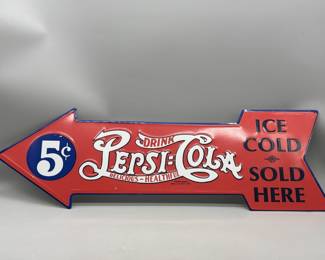 5¢
DRINK
PEPSI:COLA
DELICIOUS HEALTHFUL
ICE
COLD
SOLD
HERE